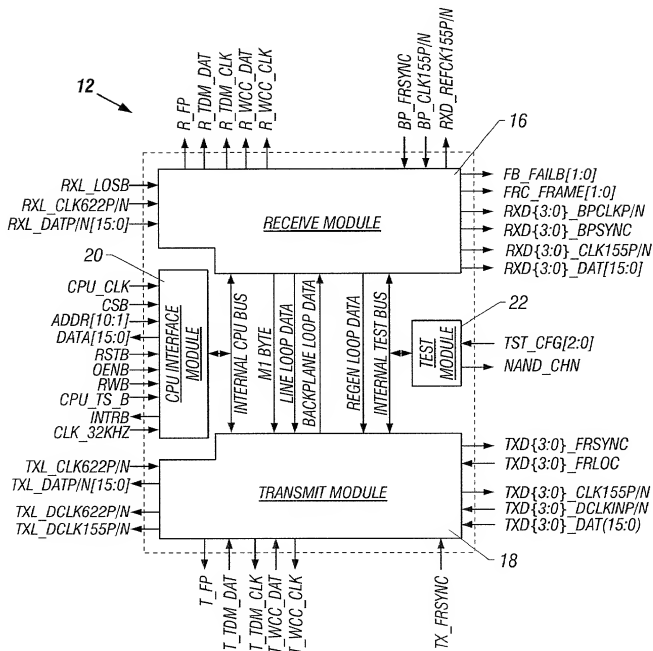 12
R_FP
R_TDM_DAT
R_TDM_CLK
R_WCC_DAT
R_WCC_CLK
BP_FRSYNC
BP_CLK155P/N
RXD_REFCK155P/N
16
RXL_LOSB
RXL_CLK622P/N
RXL_DATP/N[15:0]
RECEIVE MODULE
FB_FAILB[1:0]
FRC_FRAME[1:0]
RXD{3:0}_BPCLKP/N
RXD{3:0}_BPSYNC
RXD{3:0}_CLK155P/N
RXD{3:0}_DAT[15:0]
20
CPU_CLK
CSB
ADDR[10:1]
DATA[15:0]
RSTB
OENB
RWB
CPU_TS_B
INTRB
CLK_32KHZ
CPU INTERFACE
MODULE
INTERNAL CPU BUS
M1 BYTE
LINE LOOP DATA
BACKPLANE LOOP DATA
REGEN LOOP DATA
INTERNAL TEST BUS
TEST
MODULE
22
TST_CFG[2:0]
NAND_CHN
TXL_CLK622P/N
TXL_DATP/N[15:0]
TXL_DCLK622P/N
TXL_DCLK155P/N
TRANSMIT MODULE
TXD{3:0}_FRSYNC
TXD{3:0}_FRLOC
TXD{3:0}_CLK155P/N
TXD{3:0}_DCLKINP/N
TXD{3:0}_DAT(15:0)
18
T_FP
T_TDM_DAT
T_TDM_CLK
T_WCC_DAT
T_WCC_CLK
TX_FRSYNC